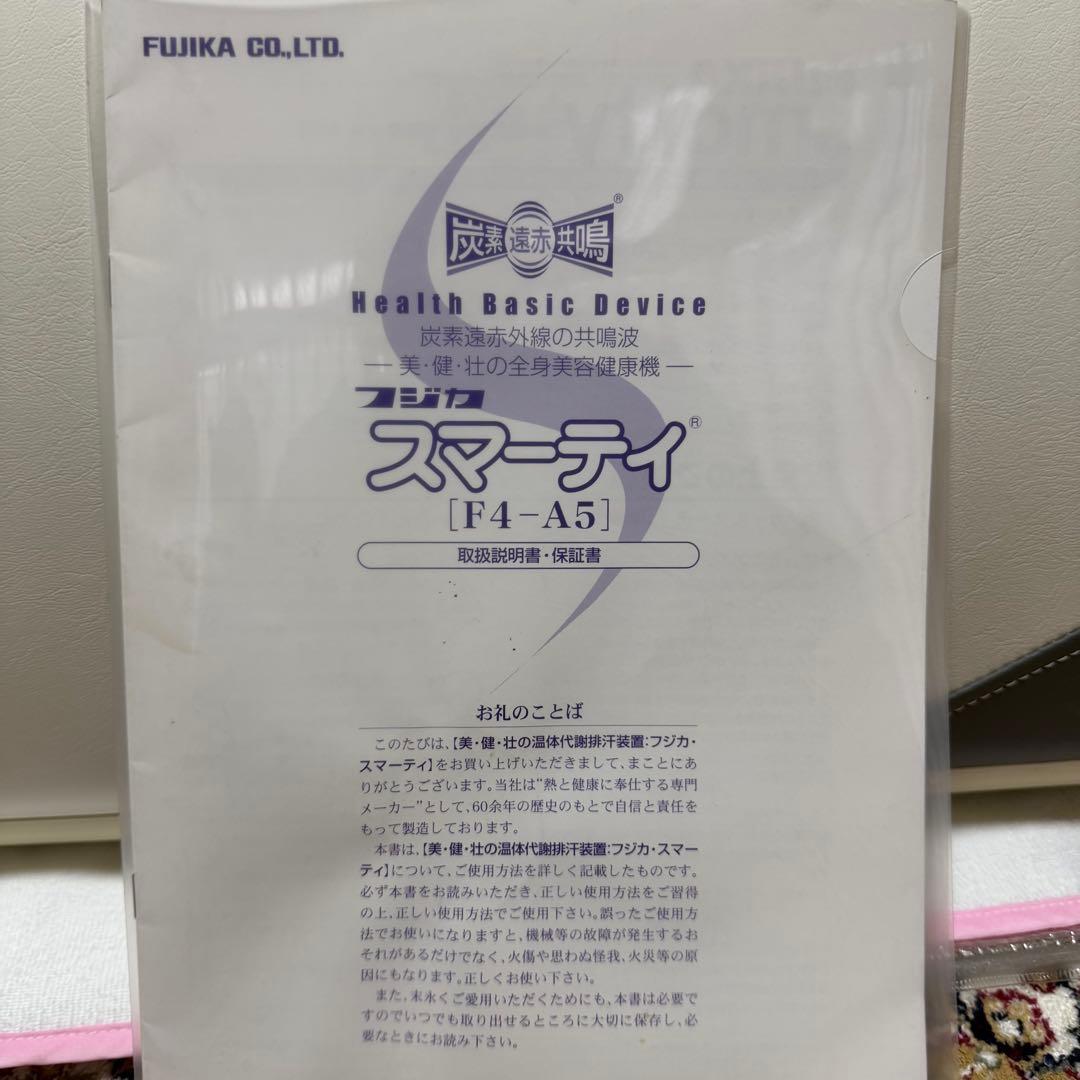 FUJIKA CO.,LTD.
炭素遠赤共鳴®
Health Basic Device
炭素遠赤外線の共鳴波
― 美・健・壮の全身美容健康機 ―
フジカ
スマーティ®
[F4-A5]
取扱説明書・保証書
お礼のことば
このたびは、【美・健・壮の温体代謝排汗装置:フジカ・
スマーティ】をお買い上げいただきまして、まことにあ
りがとうございます。当社は“熱と健康に奉仕する専門
メーカー”として、60余年の歴史のもとで自信と責任を
もって製造しております。
本書は、【美・健・壮の温体代謝排汗装置:フジカ・スマー
ティ】について、ご使用方法を詳しく記載したものです。
必ず本書をお読みいただき、正しい使用方法をご習得
の上、正しい使用方法でご使用下さい。誤ったご使用方
法でお使いになりますと、機械等の故障が発生するお
それがあるだけでなく、火傷や思わぬ怪我、火災等の原
因にもなります。正しくお使い下さい。
また、末永くご愛用いただくためにも、本書は必要で
すのでいつでも取り出せるところに大切に保存し、必
要なときにお読み下さい。